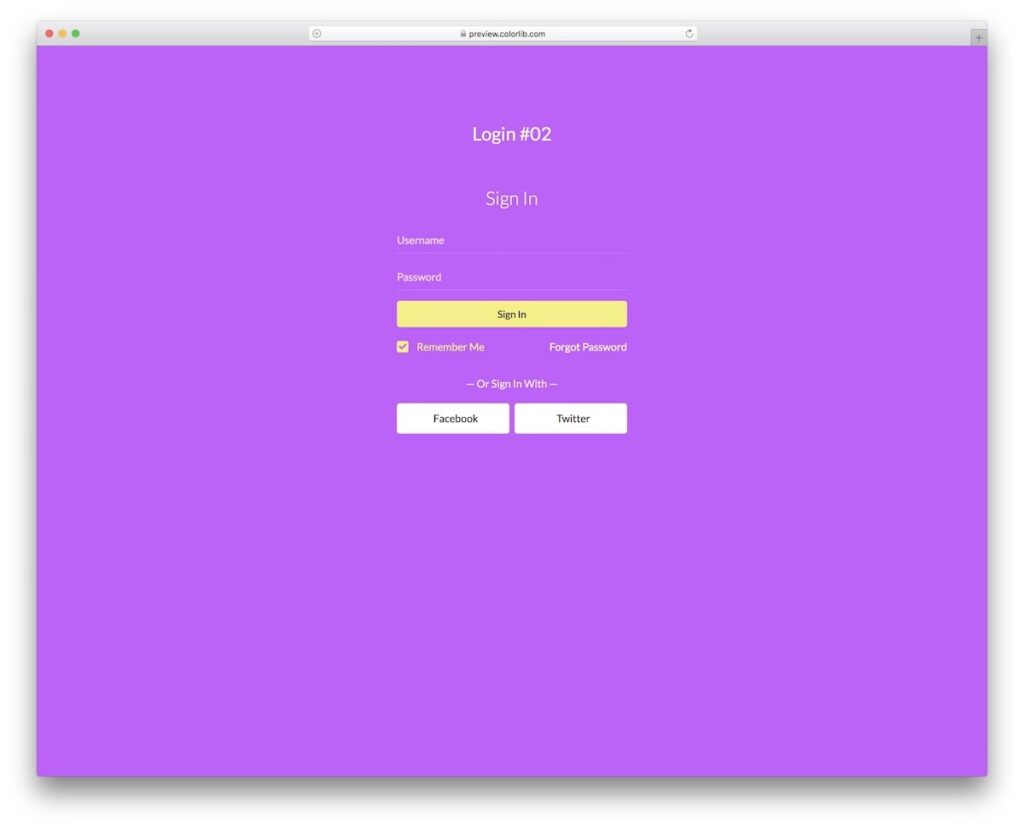 preview.colorlib.com
Login #02
Sign In
Username
Password
Sign In
Remember Me Forgot Password
— Or Sign In With —
Facebook Twitter